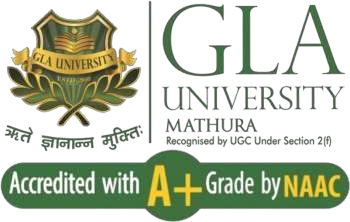 GLA UNIVERSITY
ऋते ज्ञानान्न मुक्तिः
GLA
UNIVERSITY
MATHURA
Recognised by UGC Under Section 2(f)
Accredited with A+ Grade by NAAC